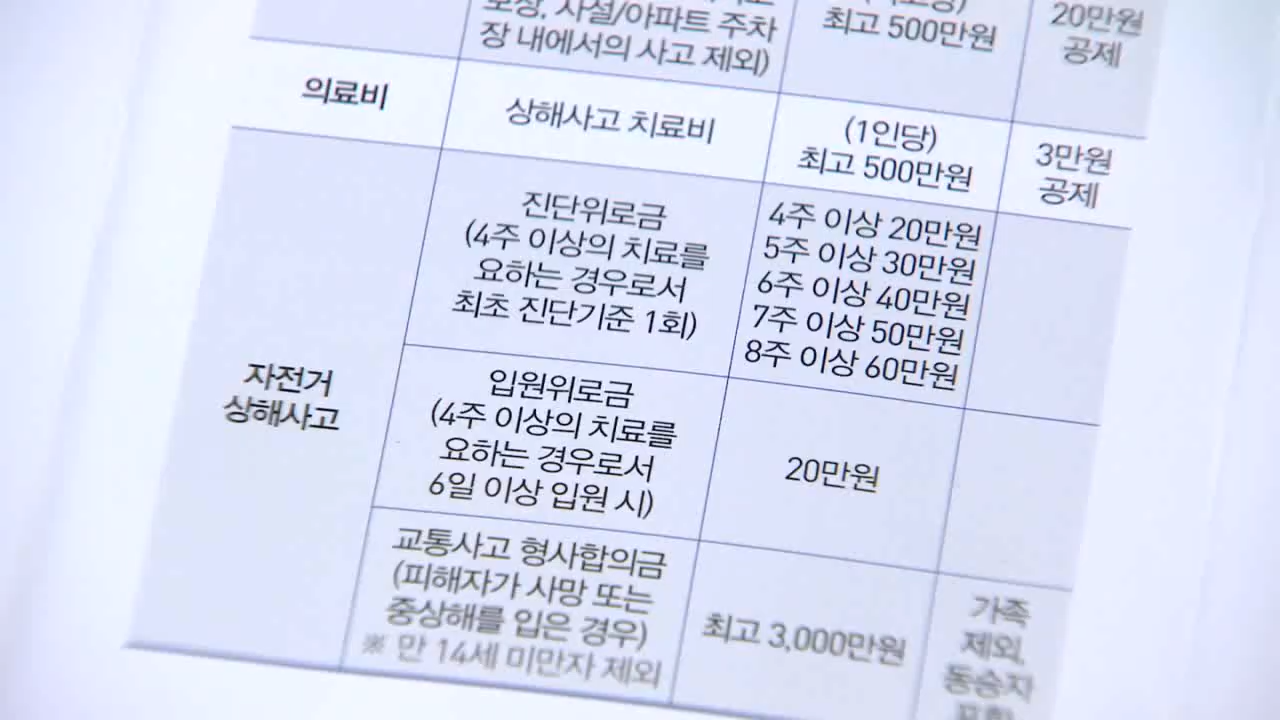 보상, 사설/아파트 주차
장 내에서의 사고 제외)
최고 500만원
20만원
공제
의료비
상해사고 치료비
(1인당)
최고 500만원
3만원
공제
자전거
상해사고
진단위로금
(4주 이상의 치료를
요하는 경우로서
최초 진단기준 1회)
4주 이상 20만원
5주 이상 30만원
6주 이상 40만원
7주 이상 50만원
8주 이상 60만원
입원위로금
(4주 이상의 치료를
요하는 경우로서
6일 이상 입원 시)
20만원
교통사고 형사합의금
(피해자가 사망 또는
중상해를 입은 경우)
※ 만 14세 미만자 제외
최고 3,000만원
가족
제외,
동승자